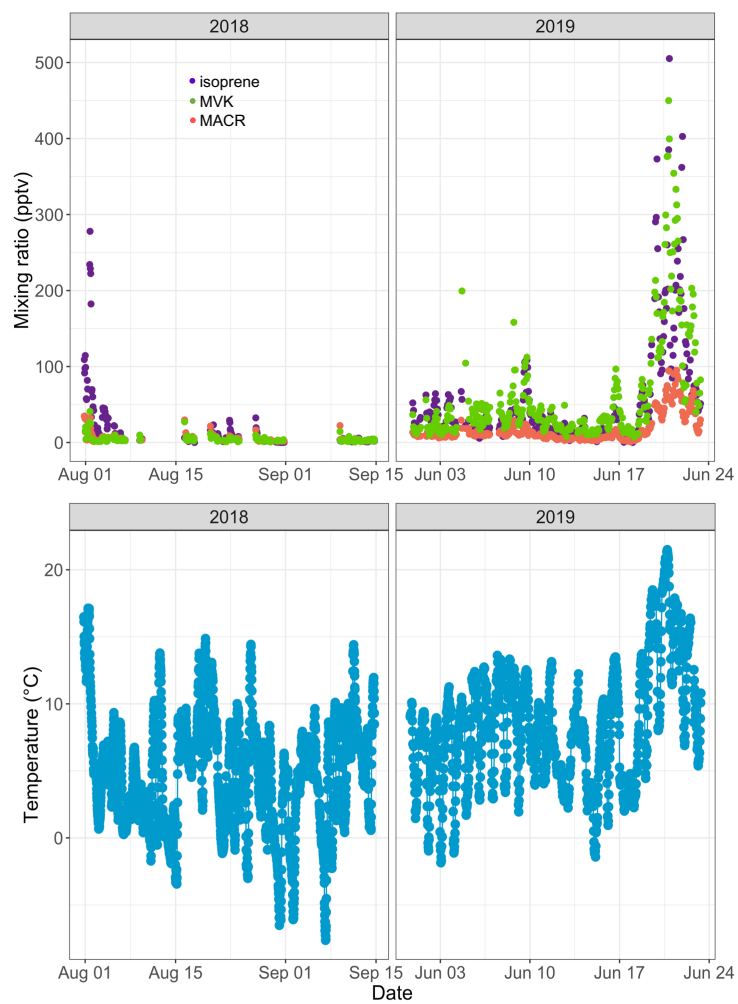 2018 2019
500
isoprene
MVK
400
MACR
300
200
100
0
Mixing ratio (pptv)
Aug 01 Aug 15 Sep 01 Sep 15 Jun 03 Jun 10 Jun 17 Jun 24
2018 2019
20
10
0
Temperature (°C)
Aug 01 Aug 15 Sep 01 Sep 15 Jun 03 Jun 10 Jun 17 Jun 24
Date